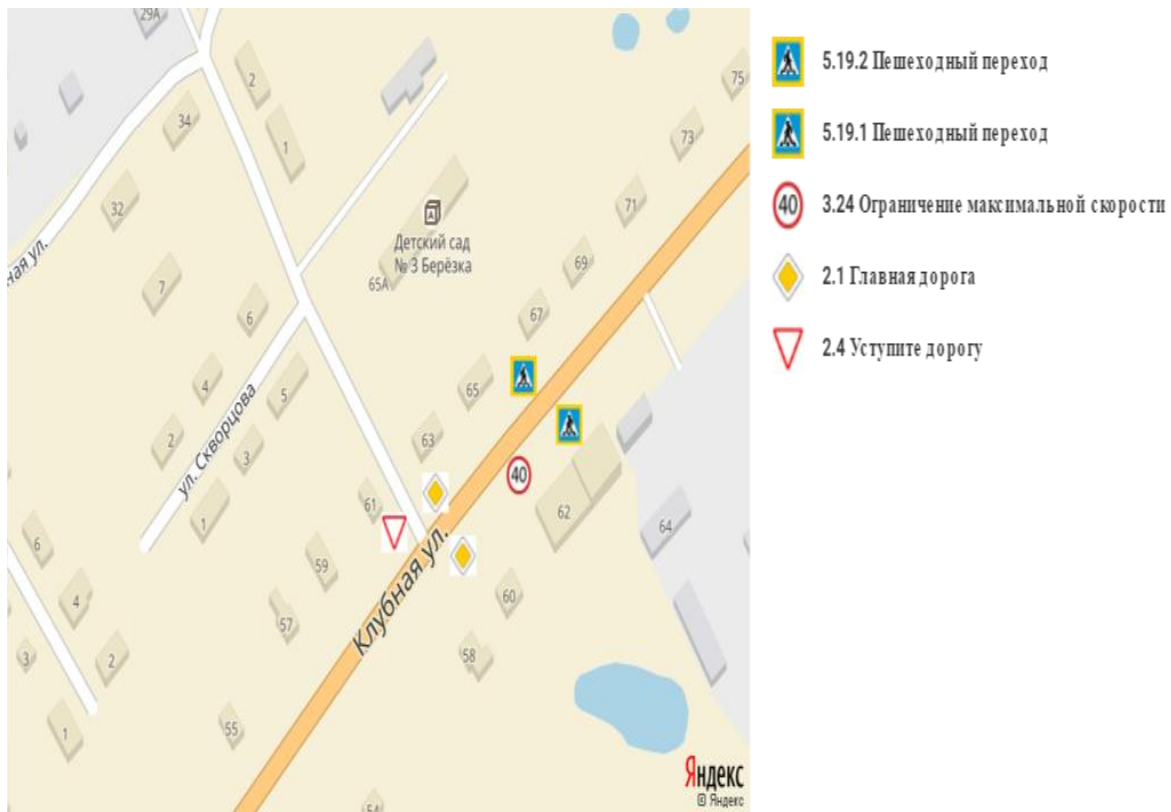 29А
2
34
1
32
ная ул.
7
6
4
5
2
ул. Скворцова
3
1
Детский сад
№ 3 Берёзка
65А
75
73
71
69
67
65
63
61
59
57
55
40
62
64
60
58
54
Клубная ул.
6
4
3
2
1
Яндекс
© Яндекс
5.19.2 Пешеходный переход
5.19.1 Пешеходный переход
40
3.24 Ограничение максимальной скорости
2.1 Главная дорога
2.4 Уступите дорогу